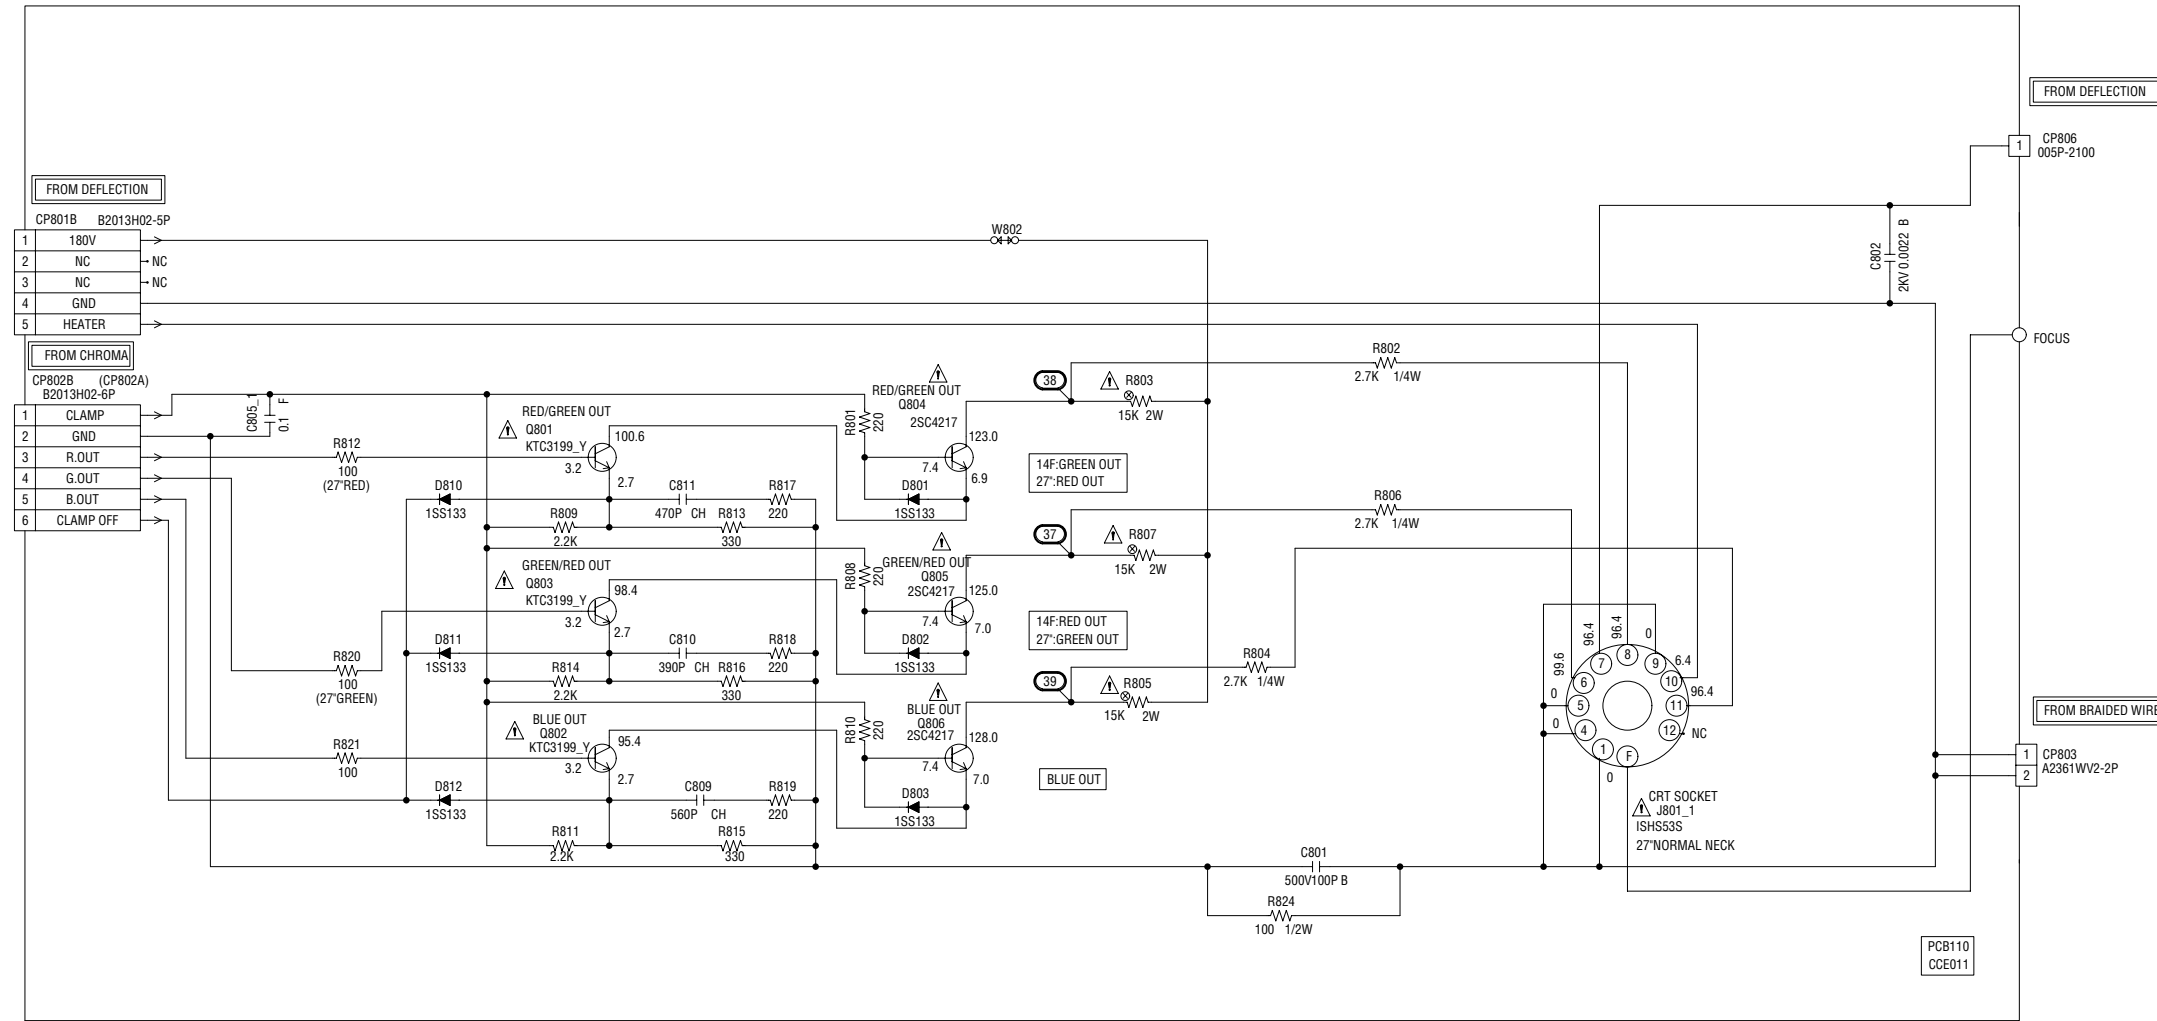 FROM DEFLECTION
CP806
1
005P-2100
FROM DEFLECTION
CP801B B2013H02-5P
1 180V
2 NC NC
3 NC NC
4 GND
5 HEATER
W802
C802
2KV 0.0022 B
FOCUS
FROM CHROMA
CP802B (CP802A)
B2013H02-6P
1 CLAMP
2 GND
3 R.OUT
4 G.OUT
5 B.OUT
6 CLAMP OFF
C805_1
0.1 F
R812
100
(27"RED)
RED/GREEN OUT
Q801
KTC3199_Y
100.6
3.2
2.7
D810
1SS133
C811
470P CH
R817
220
R809
2.2K
R813
330
R801
220
RED/GREEN OUT
Q804
2SC4217
123.0
7.4
6.9
D801
1SS133
38
R803
15K 2W
R802
2.7K 1/4W
14F:GREEN OUT
27":RED OUT
R806
2.7K 1/4W
37
R807
15K 2W
GREEN/RED OUT
Q803
KTC3199_Y
98.4
3.2
2.7
D811
1SS133
C810
390P CH
R818
220
R814
2.2K
R816
330
R808
220
GREEN/RED OUT
Q805
2SC4217
125.0
7.4
7.0
D802
1SS133
14F:RED OUT
27":GREEN OUT
R820
100
(27"GREEN)
R804
2.7K 1/4W
39
R805
15K 2W
BLUE OUT
Q802
KTC3199_Y
95.4
3.2
2.7
R821
100
D812
1SS133
C809
560P CH
R819
220
R811
2.2K
R815
330
R810
220
BLUE OUT
Q806
2SC4217
128.0
7.4
7.0
D803
1SS133
BLUE OUT
99.6
96.4
96.4
0
6.4
96.4
0
0
0
7
8
9
6
10
5
11
4
12
NC
1
F
CRT SOCKET
J801_1
ISHS53S
27"NORMAL NECK
FROM BRAIDED WIRE
1 CP803
2 A2361WV2-2P
C801
500V100P B
R824
100 1/2W
PCB110
CCE011